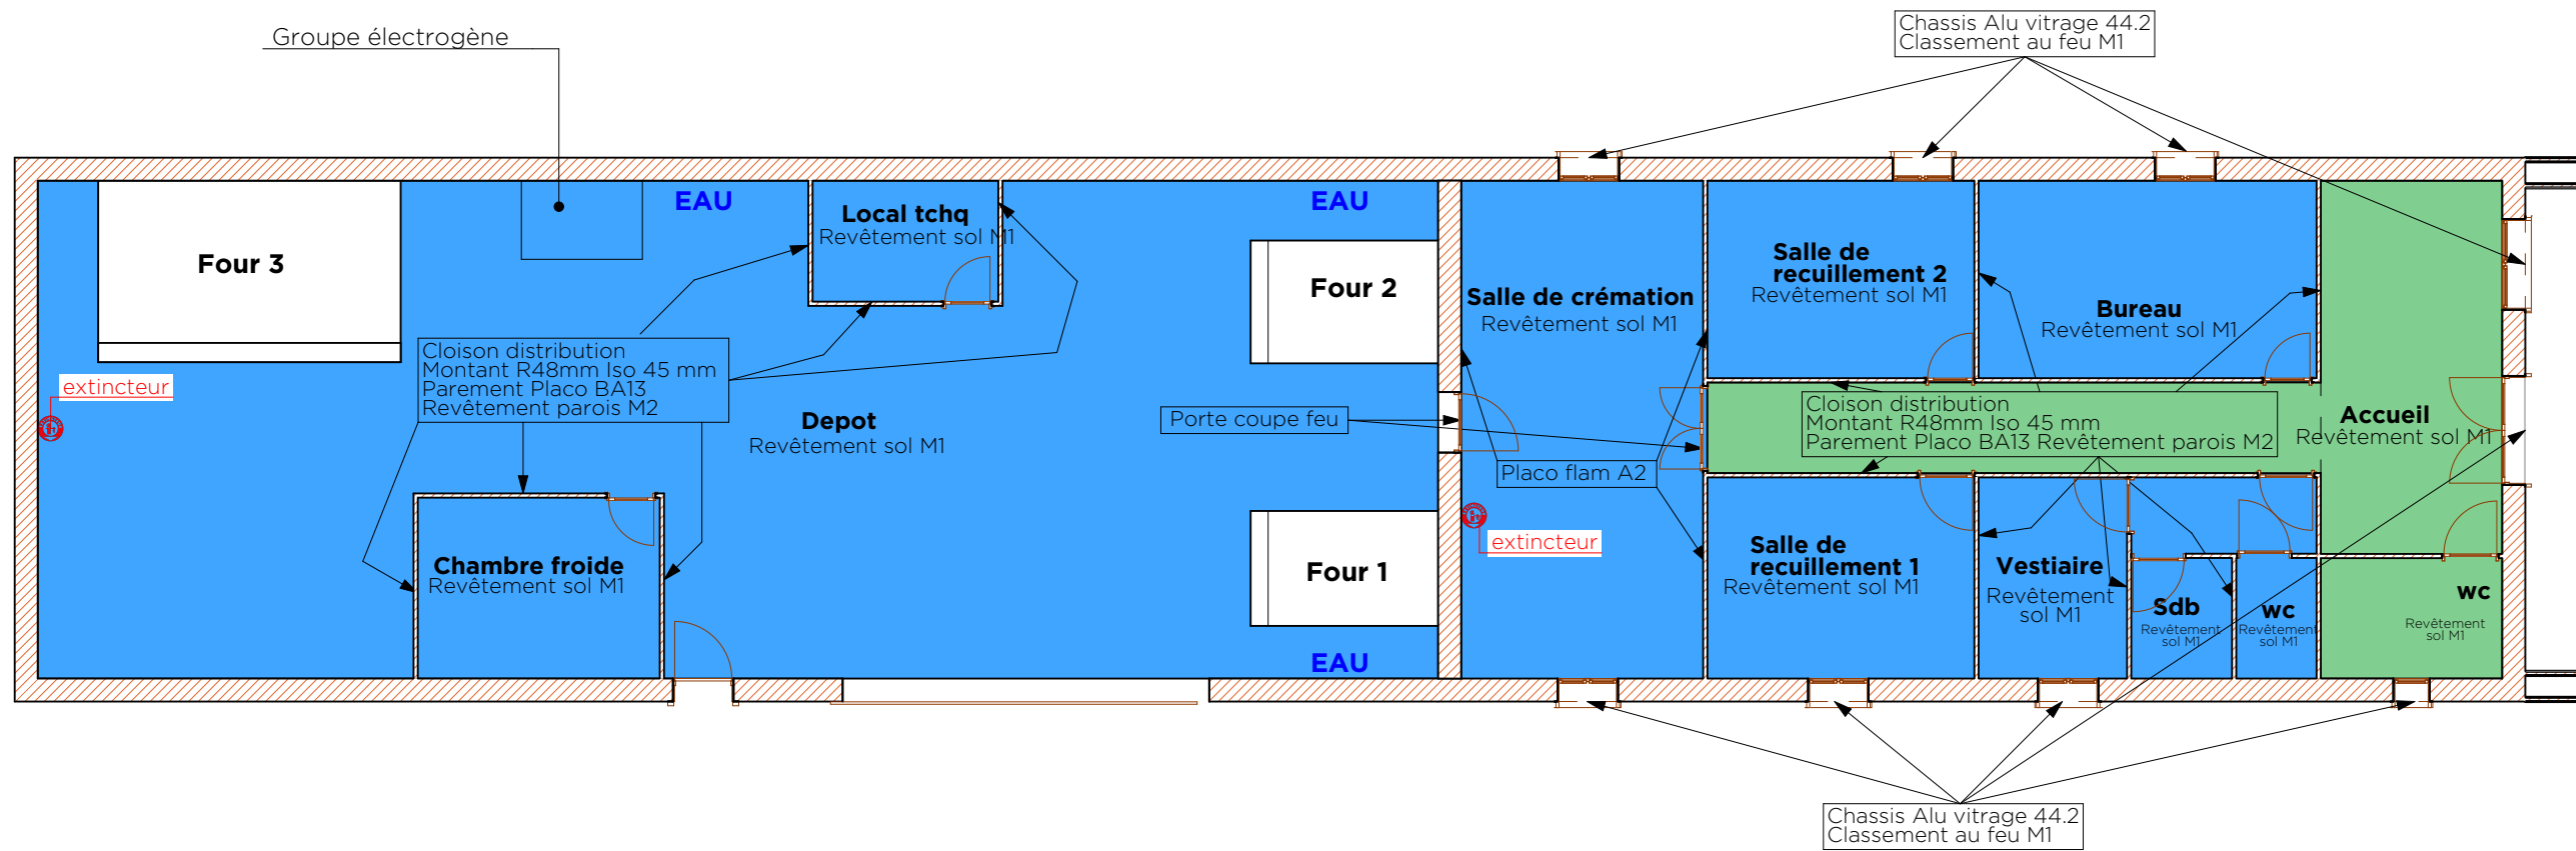 Groupe électrogène
Chassis Alu vitrage 44.2
Classement au feu M1
EAU
Local tchq
Revêtement sol M1
EAU
Four 3
Four 2
Salle de crémation
Revêtement sol M1
Salle de
recuillement 2
Revêtement sol M1
Bureau
Revêtement sol M1
extincteur
Cloison distribution
Montant R48mm Iso 45 mm
Parement Placo BA13
Revêtement parois M2
Depot
Revêtement sol M1
Porte coupe feu
Placo flam A2
Cloison distribution
Montant R48mm Iso 45 mm
Parement Placo BA13 Revêtement parois M2
Accueil
Revêtement sol M1
Chambre froide
Revêtement sol M1
Four 1
extincteur
Salle de
recuillement 1
Revêtement sol M1
Vestiaire
Revêtement
sol M1
Sdb
Revêtement
sol M1
wc
Revêtement
sol M1
wc
Revêtement
sol M1
EAU
Chassis Alu vitrage 44.2
Classement au feu M1